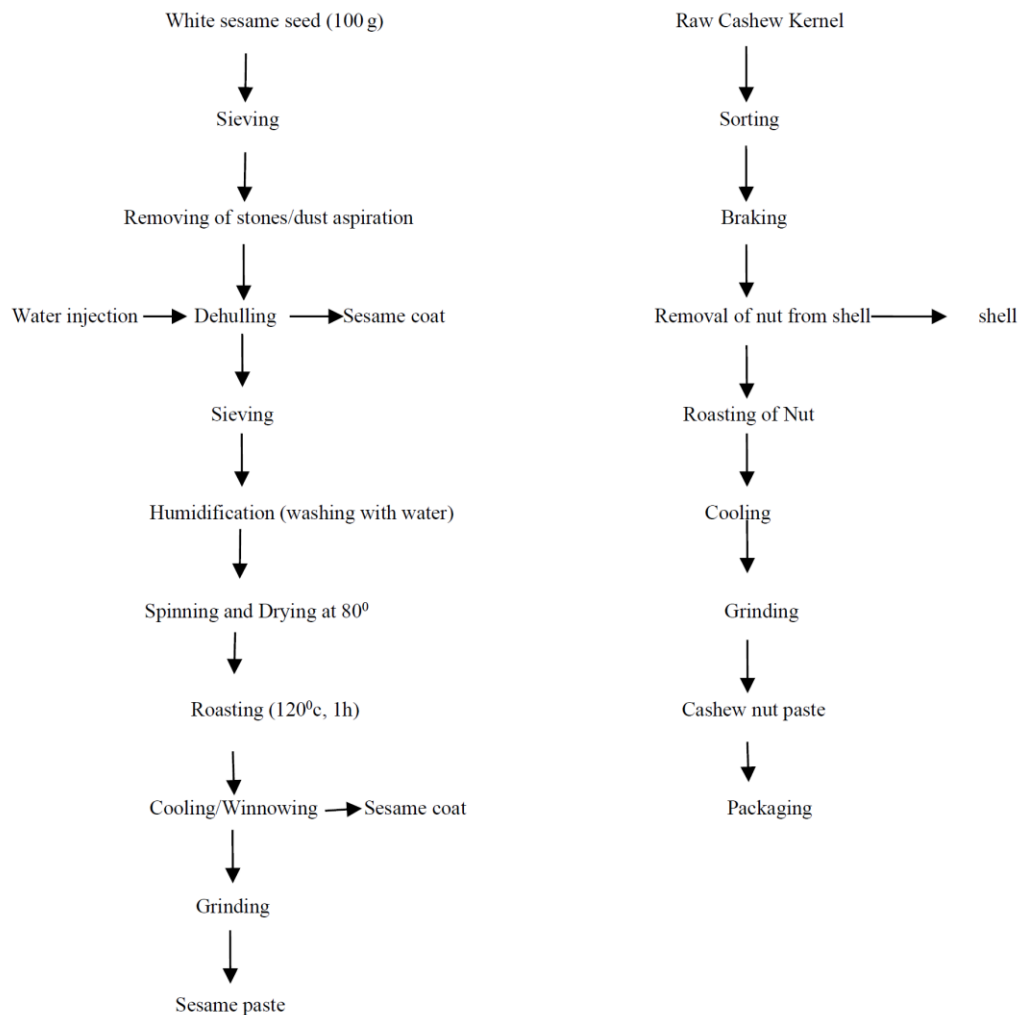 White sesame seed (100 g)
Sieving
Removing of stones/dust aspiration
Water injection
Dehulling
Sesame coat
Sieving
Humidification (washing with water)
Spinning and Drying at 80⁰
Roasting (120⁰c, 1h)
Cooling/Winnowing
Sesame coat
Grinding
Sesame paste
Raw Cashew Kernel
Sorting
Braking
Removal of nut from shell
shell
Roasting of Nut
Cooling
Grinding
Cashew nut paste
Packaging